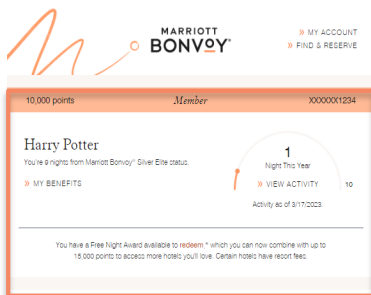 MARRIOTT
BONVOY
» MY ACCOUNT
» FIND & RESERVE
10,000 points Member XXXXXX1234
Harry Potter
You're 9 nights from Marriott Bonvoy® Silver Elite status.
» MY BENEFITS
1
Night This Year
» VIEW ACTIVITY 10
Activity as of 3/17/2023.
You have a Free Night Award available to redeem,* which you can now combine with up to
15,000 points to access more hotels you'll love. Certain hotels have resort fees.